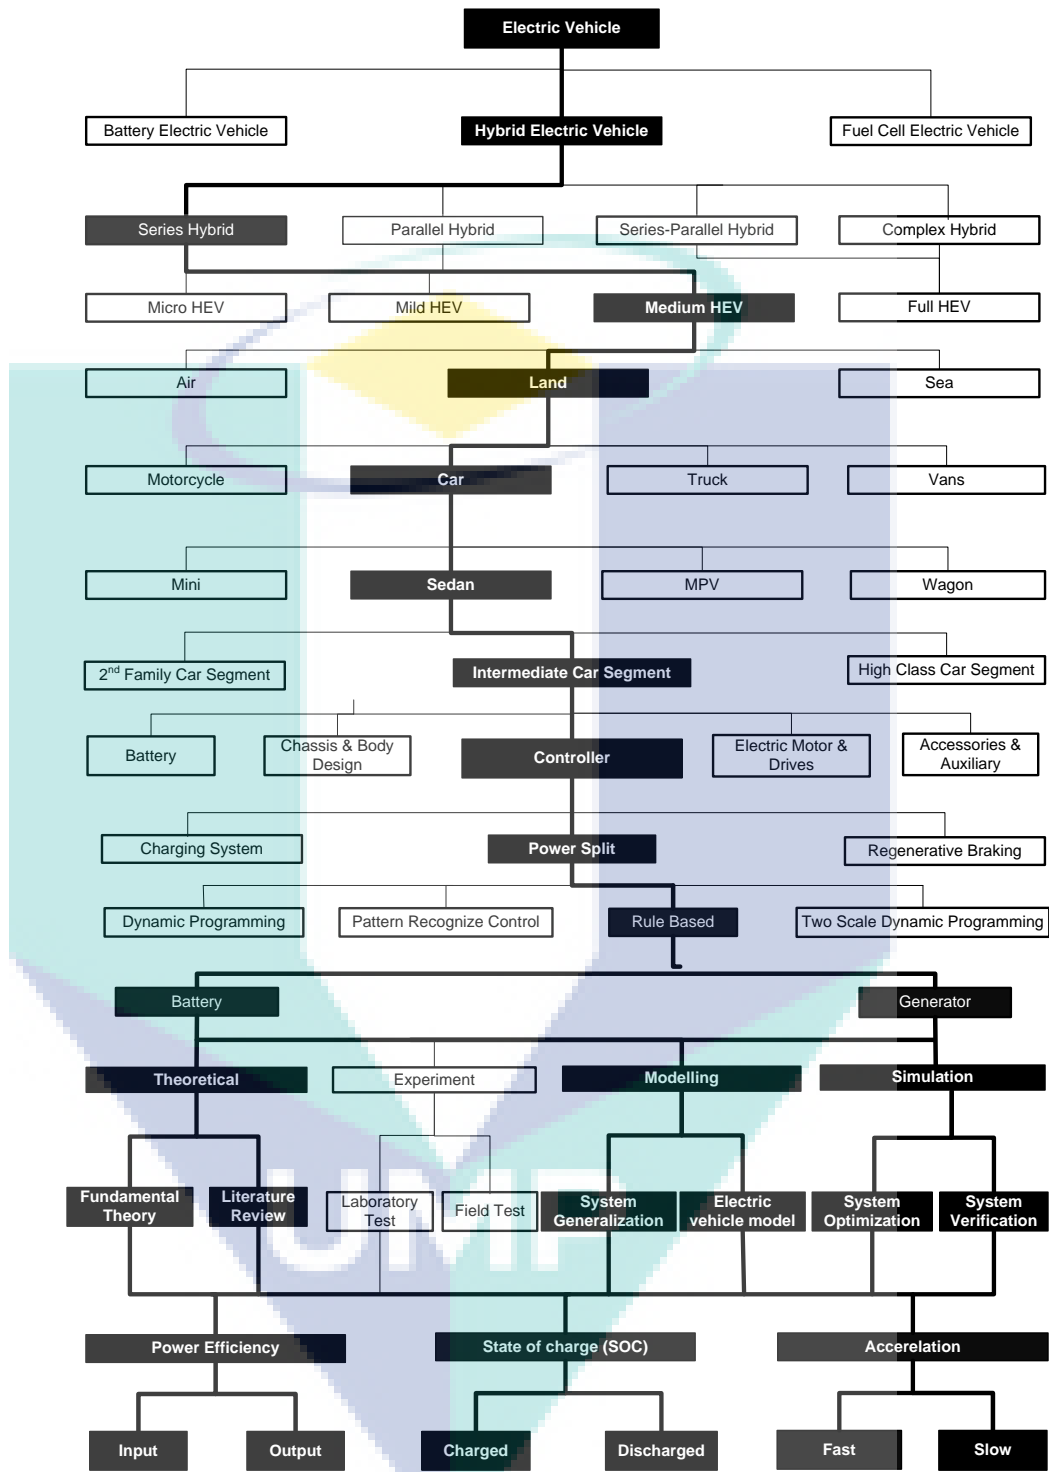 Electric Vehicle
Battery Electric Vehicle
Hybrid Electric Vehicle
Fuel Cell Electric Vehicle
Series Hybrid
Parallel Hybrid
Series-Parallel Hybrid
Complex Hybrid
Micro HEV
Mild HEV
Medium HEV
Full HEV
Air
Land
Sea
Motorcycle
Car
Truck
Vans
Mini
Sedan
MPV
Wagon
2nd Family Car Segment
Intermediate Car Segment
High Class Car Segment
Battery
Chassis & Body
Design
Controller
Electric Motor &
Drives
Accessories &
Auxiliary
Charging System
Power Split
Regenerative Braking
Dynamic Programming
Pattern Recognize Control
Rule Based
Two Scale Dynamic Programming
Battery
Generator
Theoretical
Experiment
Modelling
Simulation
Fundamental
Theory
Literature
Review
Laboratory
Test
Field Test
System
Generalization
Electric
vehicle model
System
Optimization
System
Verification
UMP
Power Efficiency
State of charge (SOC)
Accerelation
Input
Output
Charged
Discharged
Fast
Slow